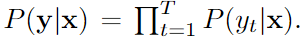 P(𝐲|𝐱) = ∏_{t=1}^{T} P(y_t|𝐱).